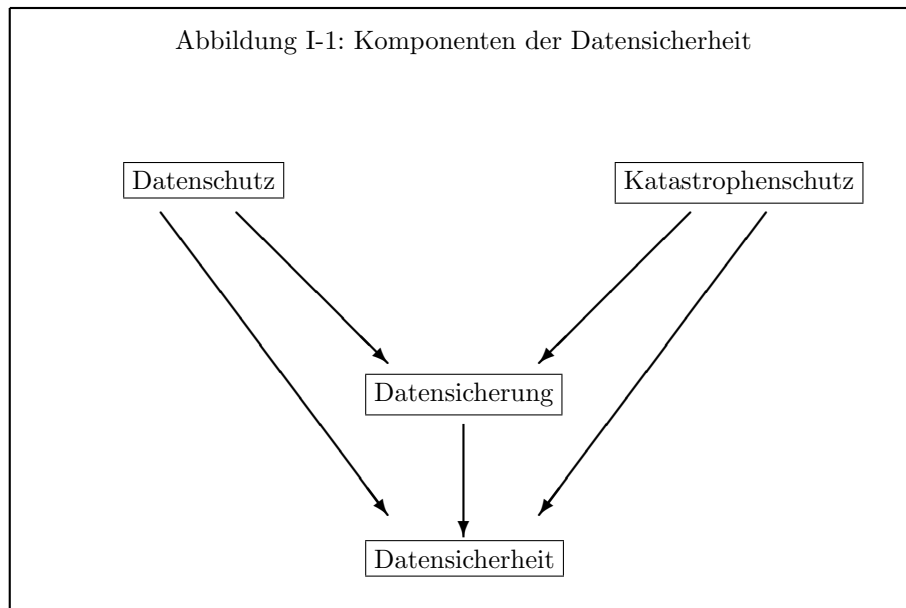 Abbildung I-1: Komponenten der Datensicherheit
Datenschutz
Katastrophenschutz
Datensicherung
Datensicherheit